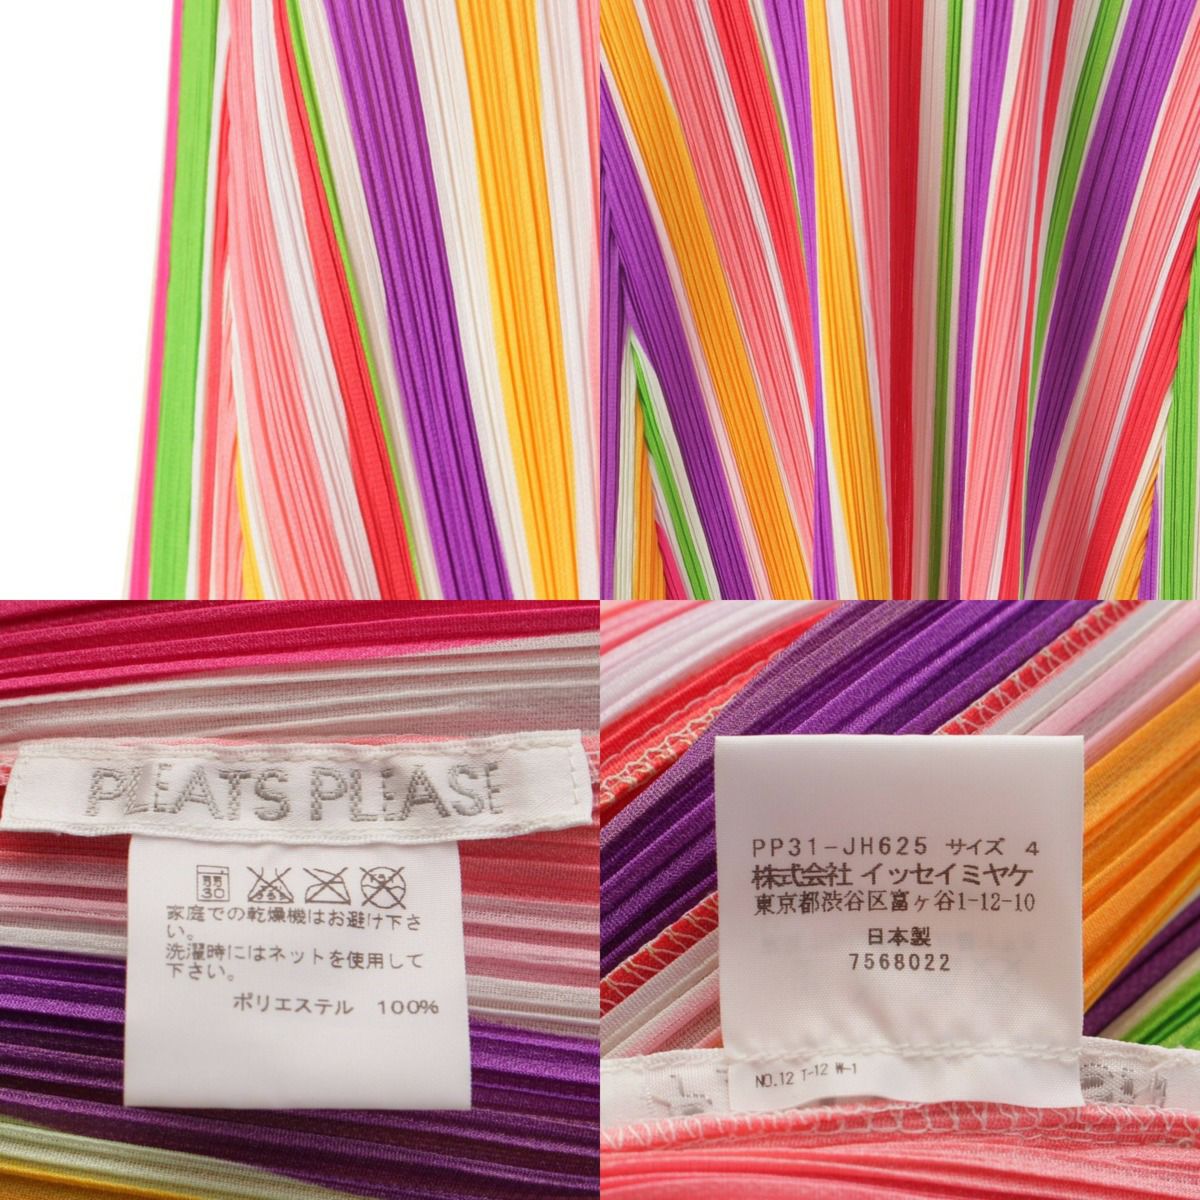 PLEATS PLEASE
30
家庭での乾燥機はお避け下さ
い。
洗濯時にはネットを使用して
下さい。
ポリエステル 100%
PP31-JH625 サイズ 4
株式会社 イッセイミヤケ
東京都渋谷区富ヶ谷1-12-10
日本製
7568022
NO.12 T-12 W-1